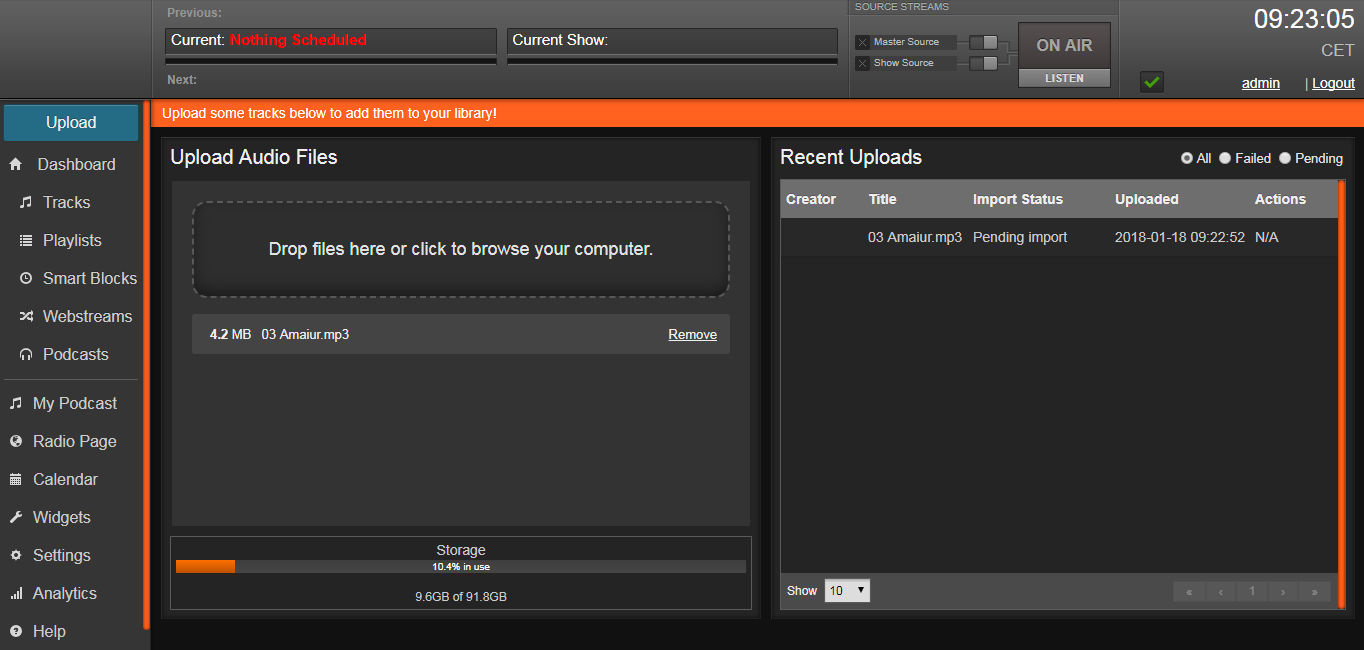 Previous:
Current: Nothing Scheduled
Next:
Current Show:
SOURCE STREAMS
Master Source
Show Source
ON AIR
LISTEN
09:23:05
CET
admin | Logout
Upload
Dashboard
Tracks
Playlists
Smart Blocks
Webstreams
Podcasts
My Podcast
Radio Page
Calendar
Widgets
Settings
Analytics
Help
Upload some tracks below to add them to your library!
Upload Audio Files
Drop files here or click to browse your computer.
4.2 MB 03 Amaiur.mp3 Remove
Storage
10.4% in use
9.6GB of 91.8GB
Recent Uploads
All Failed Pending
Creator Title Import Status Uploaded Actions
03 Amaiur.mp3 Pending import 2018-01-18 09:22:52 N/A
Show 10
« ‹ 1 › »